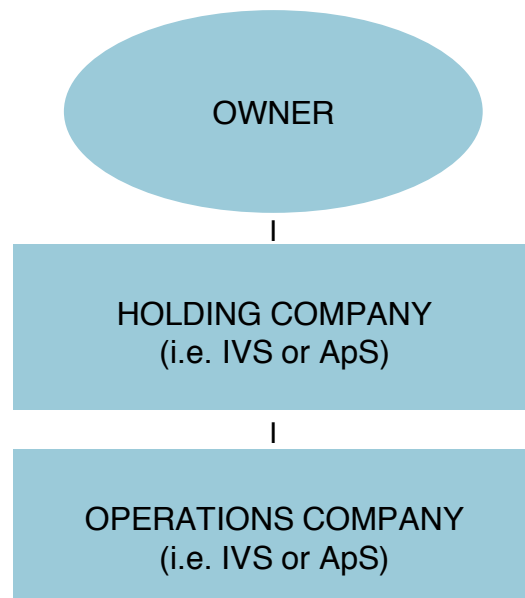 OWNER
HOLDING COMPANY
(i.e. IVS or ApS)
OPERATIONS COMPANY
(i.e. IVS or ApS)